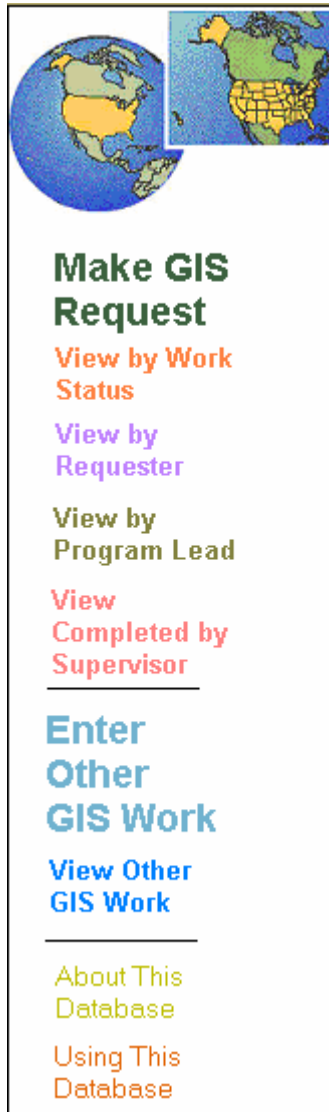 Make GIS
Request
View by Work
Status
View by
Requester
View by
Program Lead
View
Completed by
Supervisor
Enter
Other
GIS Work
View Other
GIS Work
About This
Database
Using This
Database